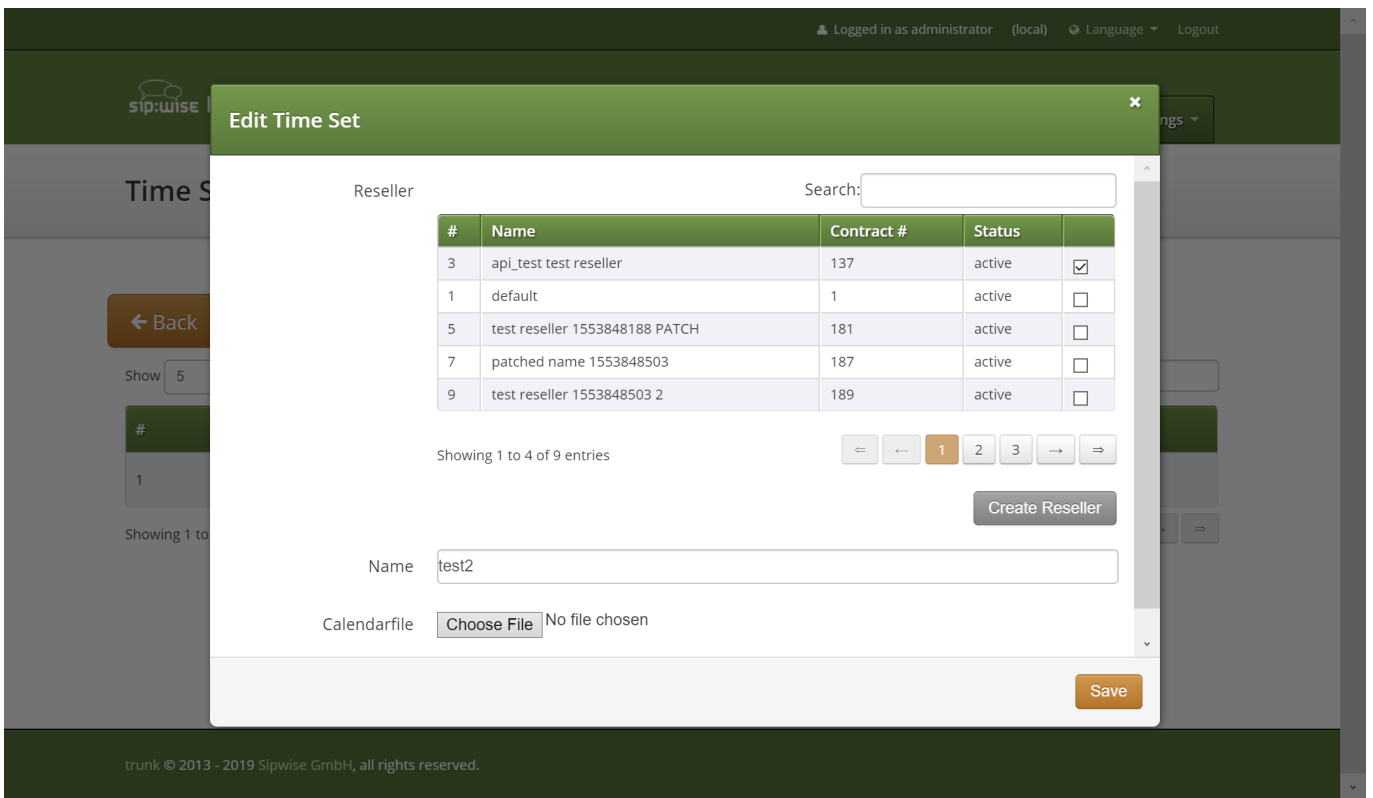 Logged in as administrator (local) Language Logout
sip:wise
ngs
Edit Time Set
Time S
Reseller Search:
# Name Contract # Status
3 api_test test reseller 137 active
1 default 1 active
5 test reseller 1553848188 PATCH 181 active
7 patched name 1553848503 187 active
9 test reseller 1553848503 2 189 active
Back
Show 5
#
1
Showing 1 to
Showing 1 to 4 of 9 entries ⇐ ← 1 2 3 → ⇒
Create Reseller
⇒
Name test2
Calendarfile Choose File No file chosen
Save
trunk © 2013 - 2019 Sipwise GmbH, all rights reserved.